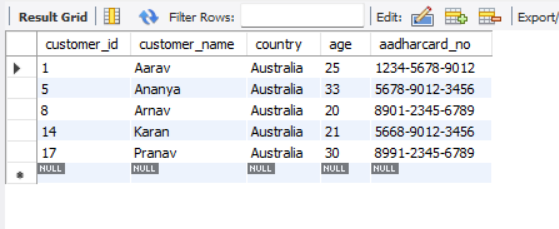 Result Grid Filter Rows: Edit: Export/
customer_id customer_name country age aadharcard_no
1 Aarav Australia 25 1234-5678-9012
5 Ananya Australia 33 5678-9012-3456
8 Arnav Australia 20 8901-2345-6789
14 Karan Australia 21 5668-9012-3456
17 Pranav Australia 30 8991-2345-6789
NULL NULL NULL NULL NULL